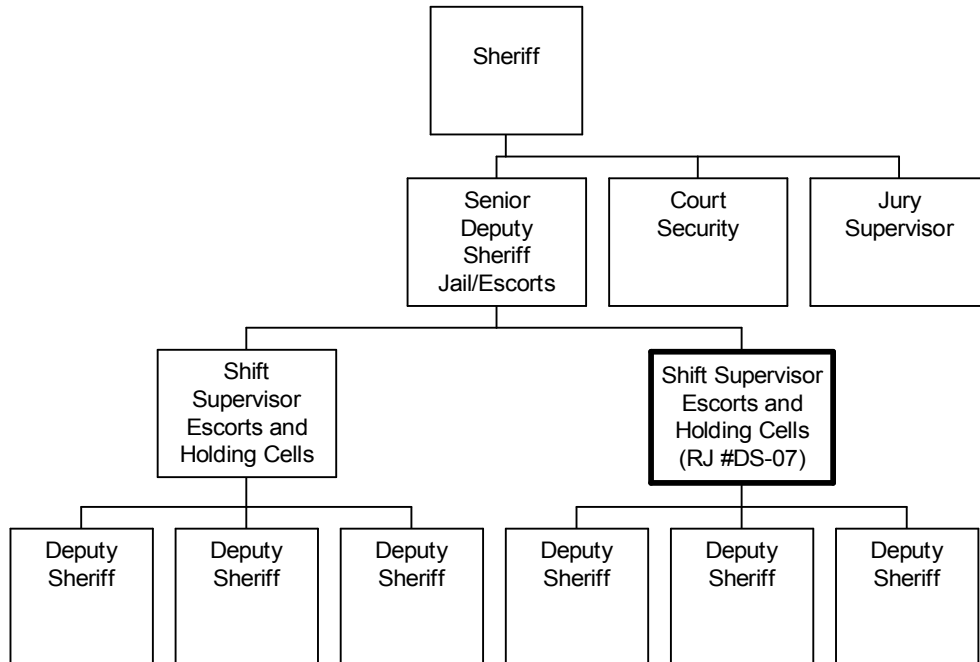 Sheriff
Senior
Deputy
Sheriff
Jail/Escorts
Court
Security
Jury
Supervisor
Shift
Supervisor
Escorts and
Holding Cells
Shift Supervisor
Escorts and
Holding Cells
(RJ #DS-07)
Deputy
Sheriff
Deputy
Sheriff
Deputy
Sheriff
Deputy
Sheriff
Deputy
Sheriff
Deputy
Sheriff